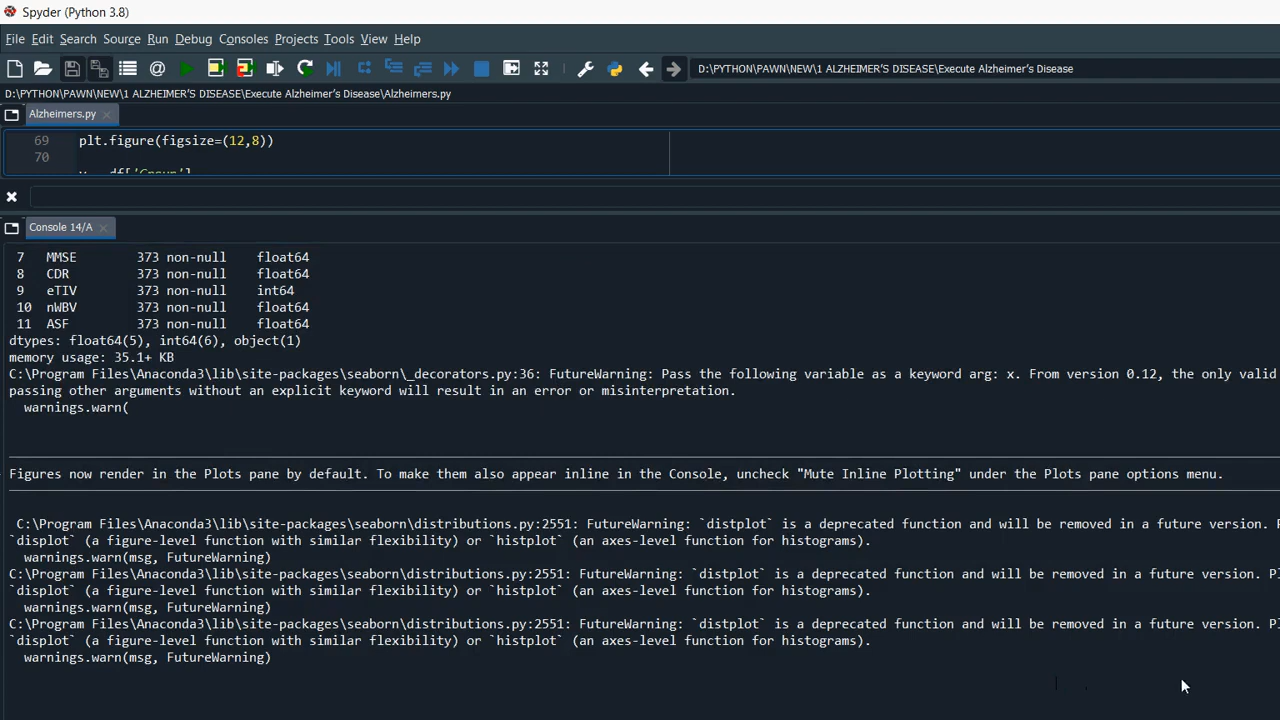 Spyder (Python 3.8)
File Edit Search Source Run Debug Consoles Projects Tools View Help
D:\PYTHON\PAWN\NEW\1 ALZHEIMER'S DISEASE\Execute Alzheimer's Disease
D:\PYTHON\PAWN\NEW\1 ALZHEIMER'S DISEASE\Execute Alzheimer's Disease\Alzheimers.py
Alzheimers.py
69 plt.figure(figsize=(12,8))
70
df['Group']
Console 14/A
7 MMSE 373 non-null float64
8 CDR 373 non-null float64
9 eTIV 373 non-null int64
10 nWBV 373 non-null float64
11 ASF 373 non-null float64
dtypes: float64(5), int64(6), object(1)
memory usage: 35.1+ KB
C:\Program Files\Anaconda3\lib\site-packages\seaborn\_decorators.py:36: FutureWarning: Pass the following variable as a keyword arg: x. From version 0.12, the only valid
passing other arguments without an explicit keyword will result in an error or misinterpretation.
warnings.warn(
Figures now render in the Plots pane by default. To make them also appear inline in the Console, uncheck "Mute Inline Plotting" under the Plots pane options menu.
C:\Program Files\Anaconda3\lib\site-packages\seaborn\distributions.py:2551: FutureWarning: `distplot` is a deprecated function and will be removed in a future version.
`displot` (a figure-level function with similar flexibility) or `histplot` (an axes-level function for histograms).
warnings.warn(msg, FutureWarning)
C:\Program Files\Anaconda3\lib\site-packages\seaborn\distributions.py:2551: FutureWarning: `distplot` is a deprecated function and will be removed in a future version. Pl
`displot` (a figure-level function with similar flexibility) or `histplot` (an axes-level function for histograms).
warnings.warn(msg, FutureWarning)
C:\Program Files\Anaconda3\lib\site-packages\seaborn\distributions.py:2551: FutureWarning: `distplot` is a deprecated function and will be removed in a future version. Pl
`displot` (a figure-level function with similar flexibility) or `histplot` (an axes-level function for histograms).
warnings.warn(msg, FutureWarning)